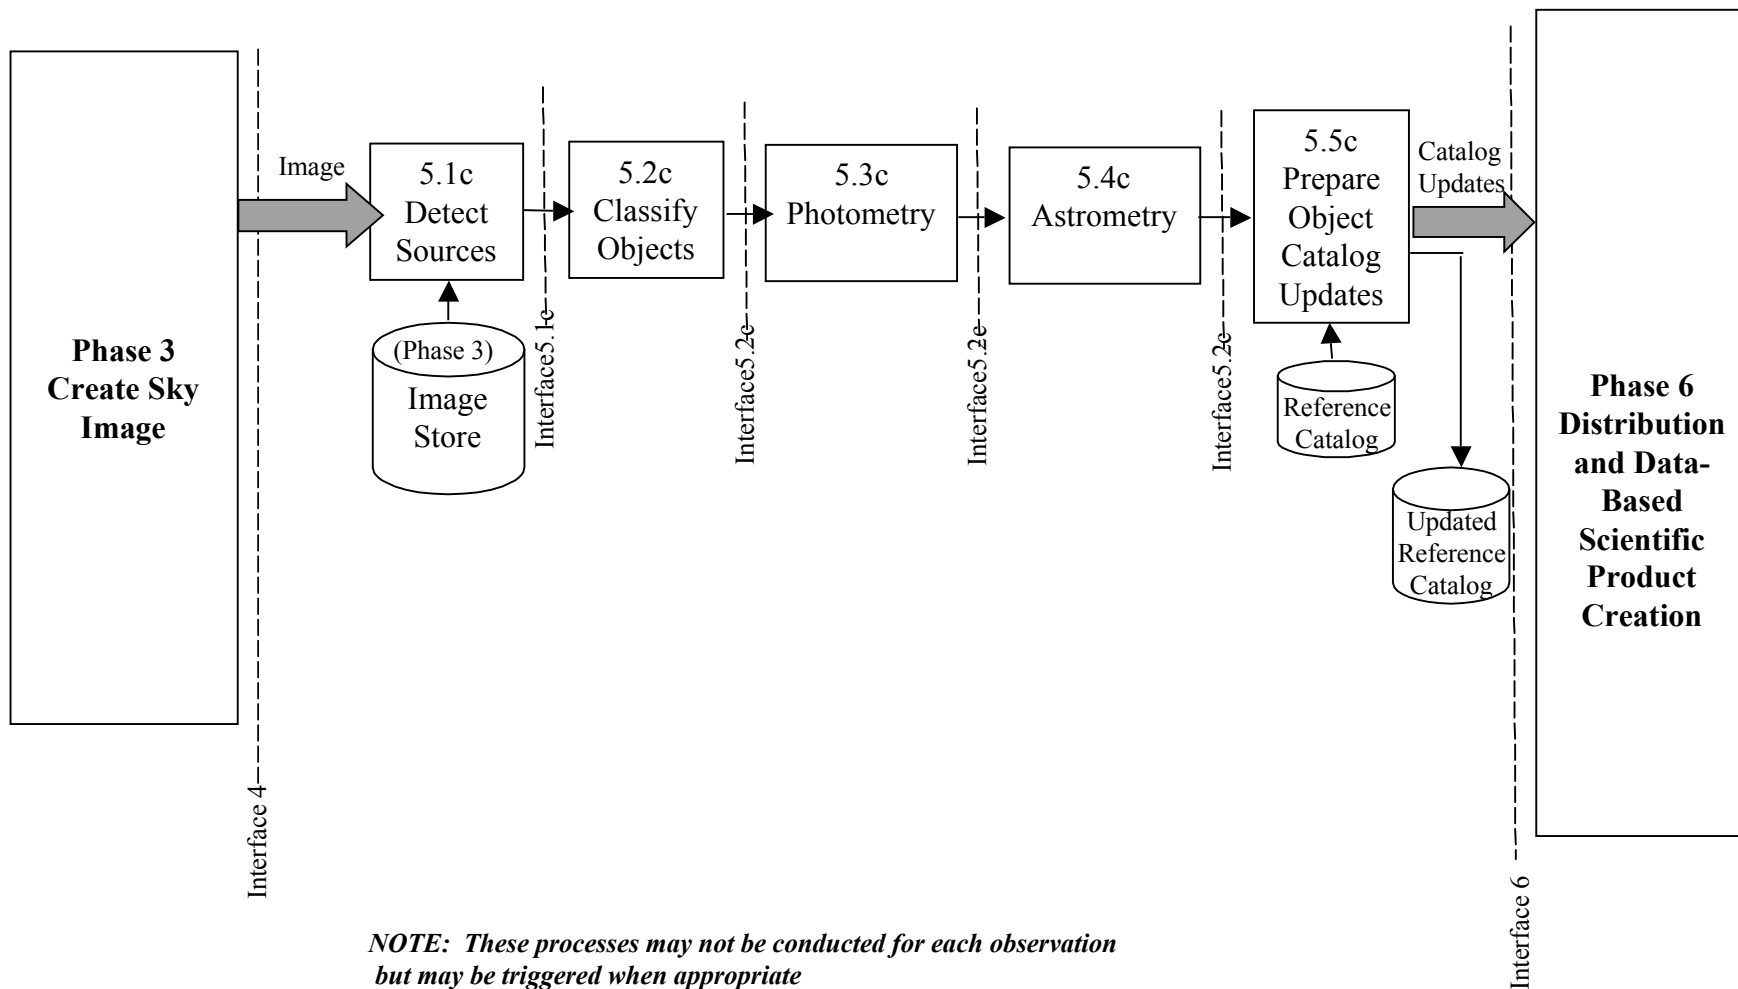 Phase 3
Create Sky
Image
Interface 4
Image
5.1c
Detect
Sources
(Phase 3)
Image
Store
Interface5.1c
5.2c
Classify
Objects
Interface5.2c
5.3c
Photometry
Interface5.2c
5.4c
Astrometry
Interface5.2c
5.5c
Prepare
Object
Catalog
Updates
Reference
Catalog
Catalog
Updates
Updated
Reference
Catalog
Interface 6
Phase 6
Distribution
and Data-
Based
Scientific
Product
Creation
NOTE: These processes may not be conducted for each observation
but may be triggered when appropriate